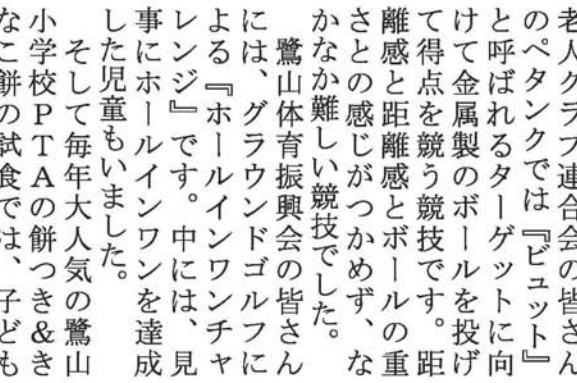 老人クラブ連合会の皆さん
のペタンクでは『ビュット』
と呼ばれるターゲットに向
けて金属製のボールを投げ
て得点を競う競技です。距
離感と距離感とボールの重
さとの感じがつかめず、な
かなか難しい競技でした。
鷺山体育振興会の皆さん
には、グラウンドゴルフに
よる『ホールインワンチャ
レンジ』です。中には、見
事にホールインワンを達成
した児童もいました。
そして毎年大人気の鷺山
小学校PTAの餅つき&き
なこ餅の試食では、子ども